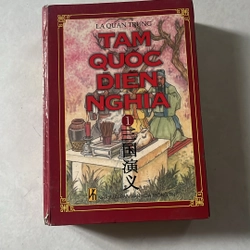 LA QUÁN TRUNG
TAM
QUỐC
DIỄN
NGHĨA
1
三国演义